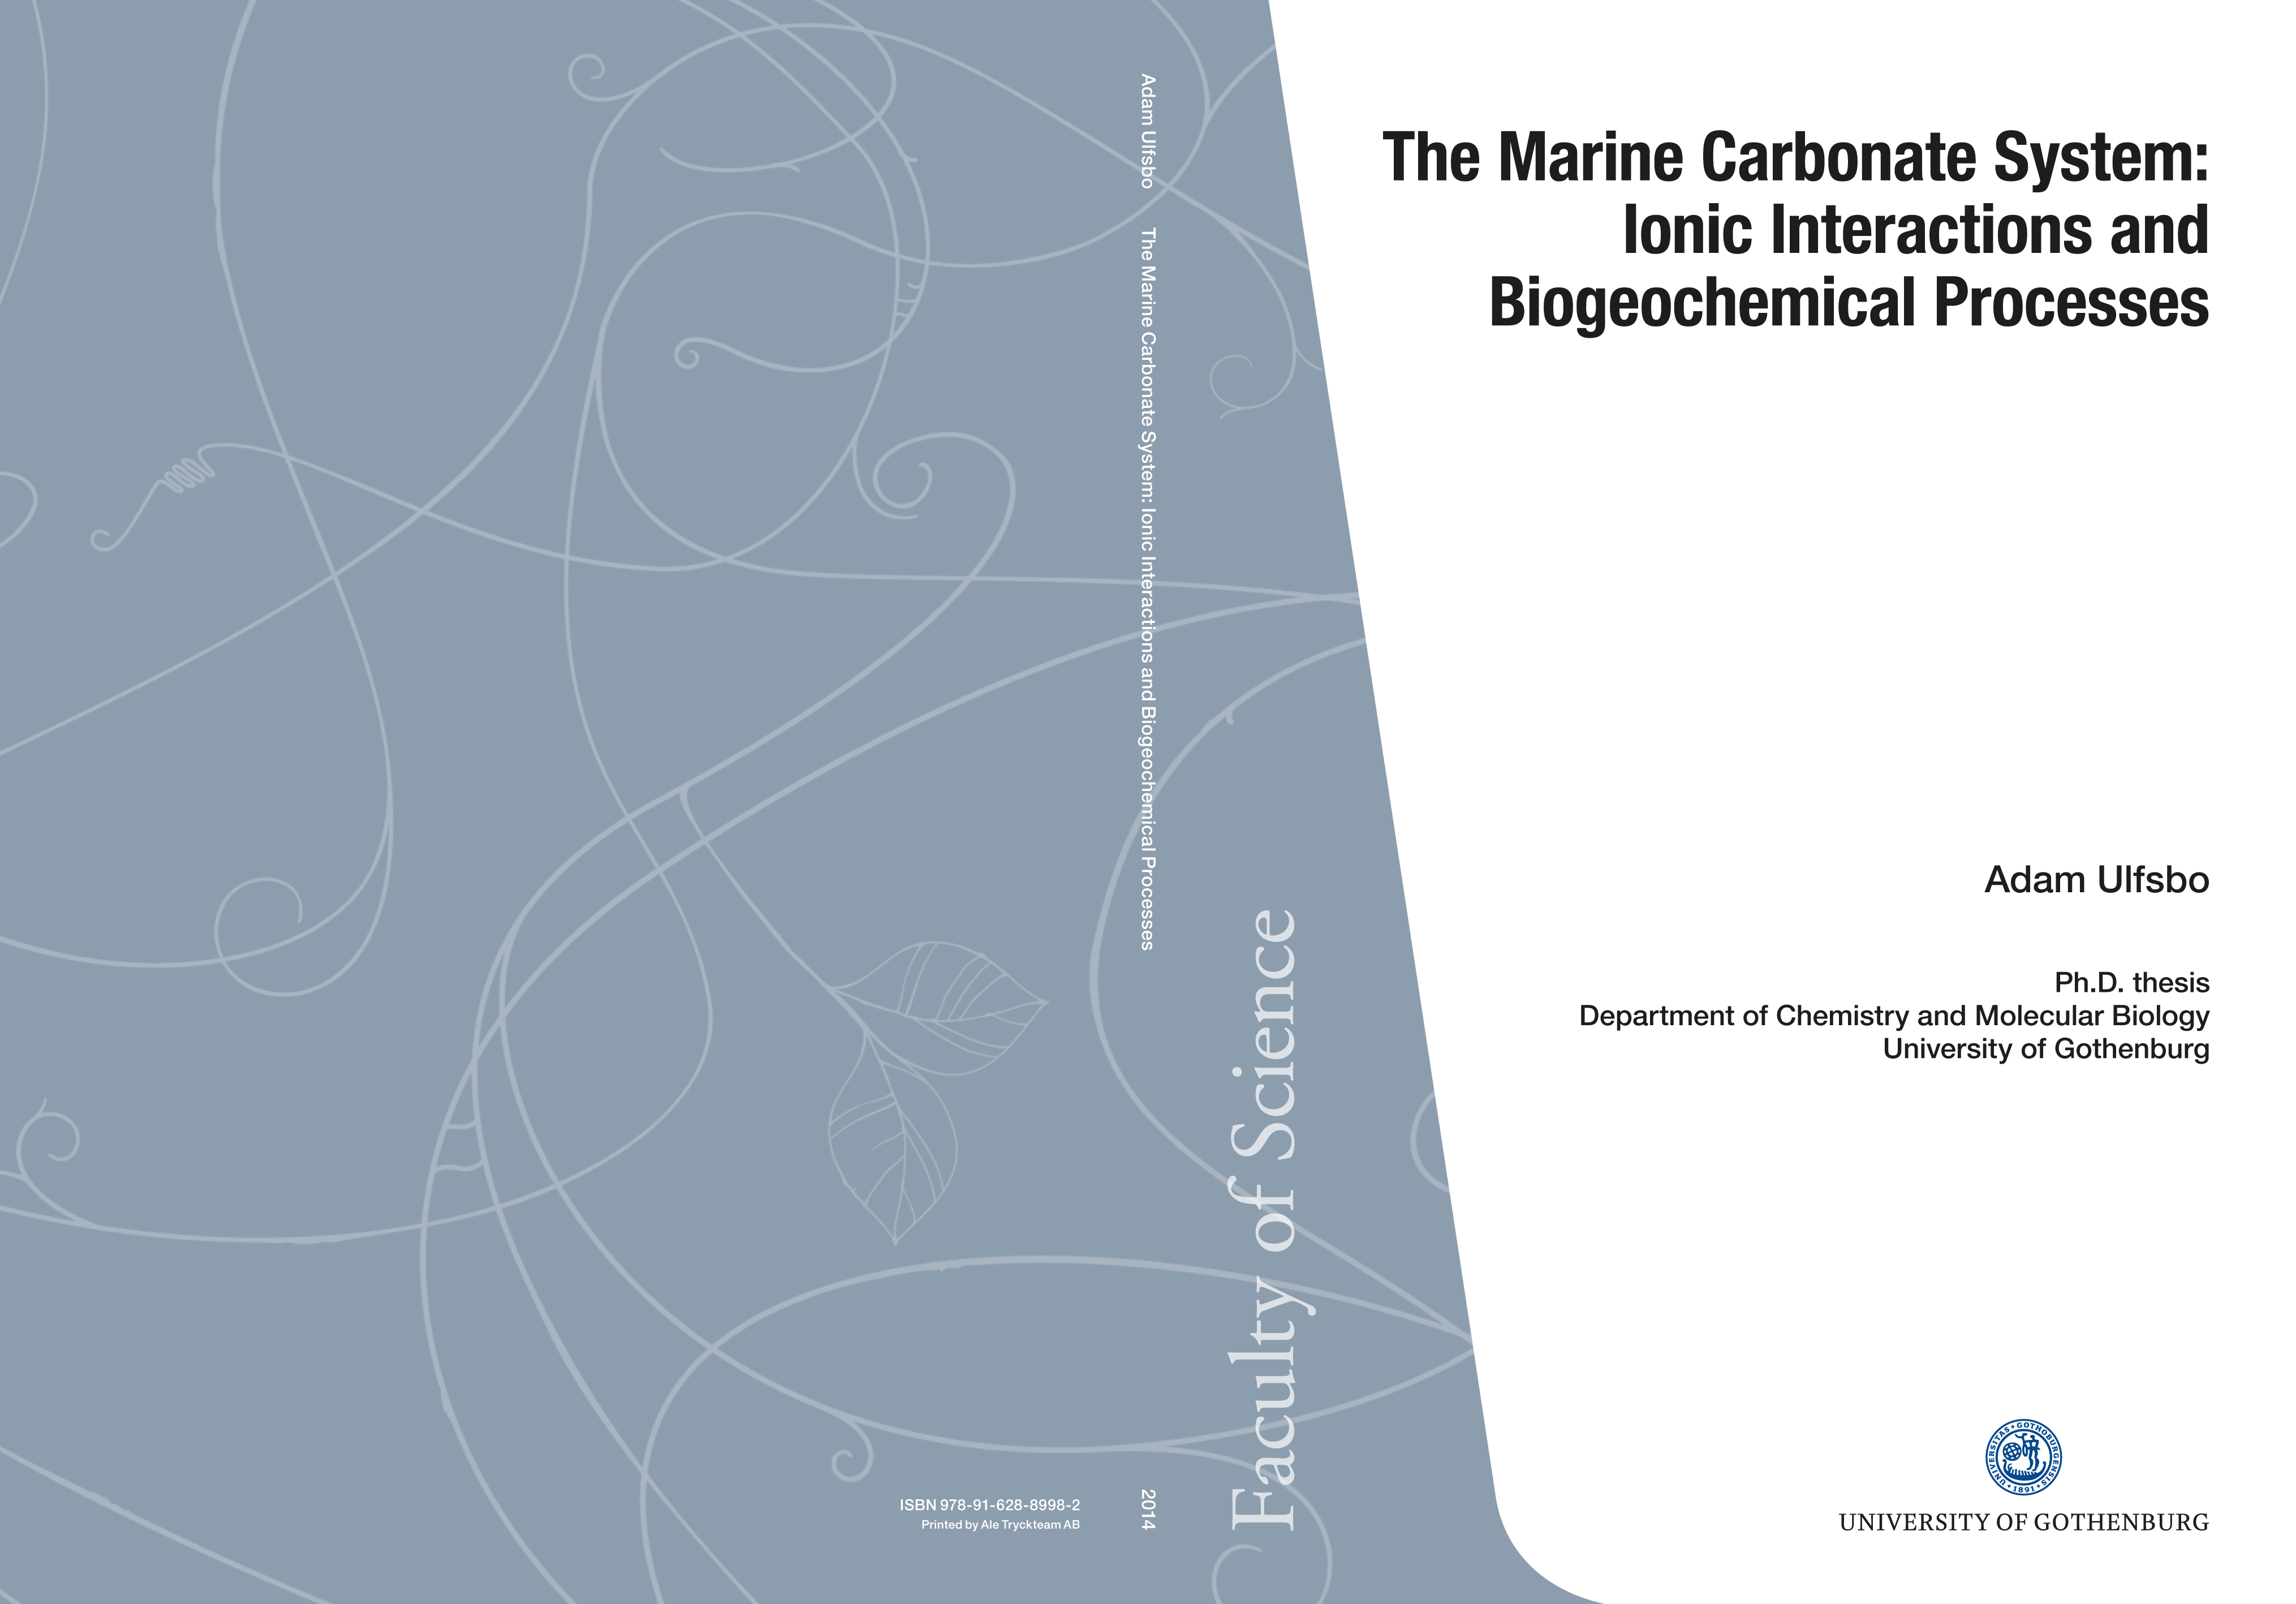 The Marine Carbonate System:
Ionic Interactions and
Biogeochemical Processes
Adam Ulfsbo
Ph.D. thesis
Department of Chemistry and Molecular Biology
University of Gothenburg
UNIVERSITAS • GOTHOBURGENSIS • 1891 •
UNIVERSITY OF GOTHENBURG
Faculty of Science
Adam Ulfsbo The Marine Carbonate System: Ionic Interactions and Biogeochemical Processes 2014
ISBN 978-91-628-8998-2
Printed by Ale Tryckteam AB